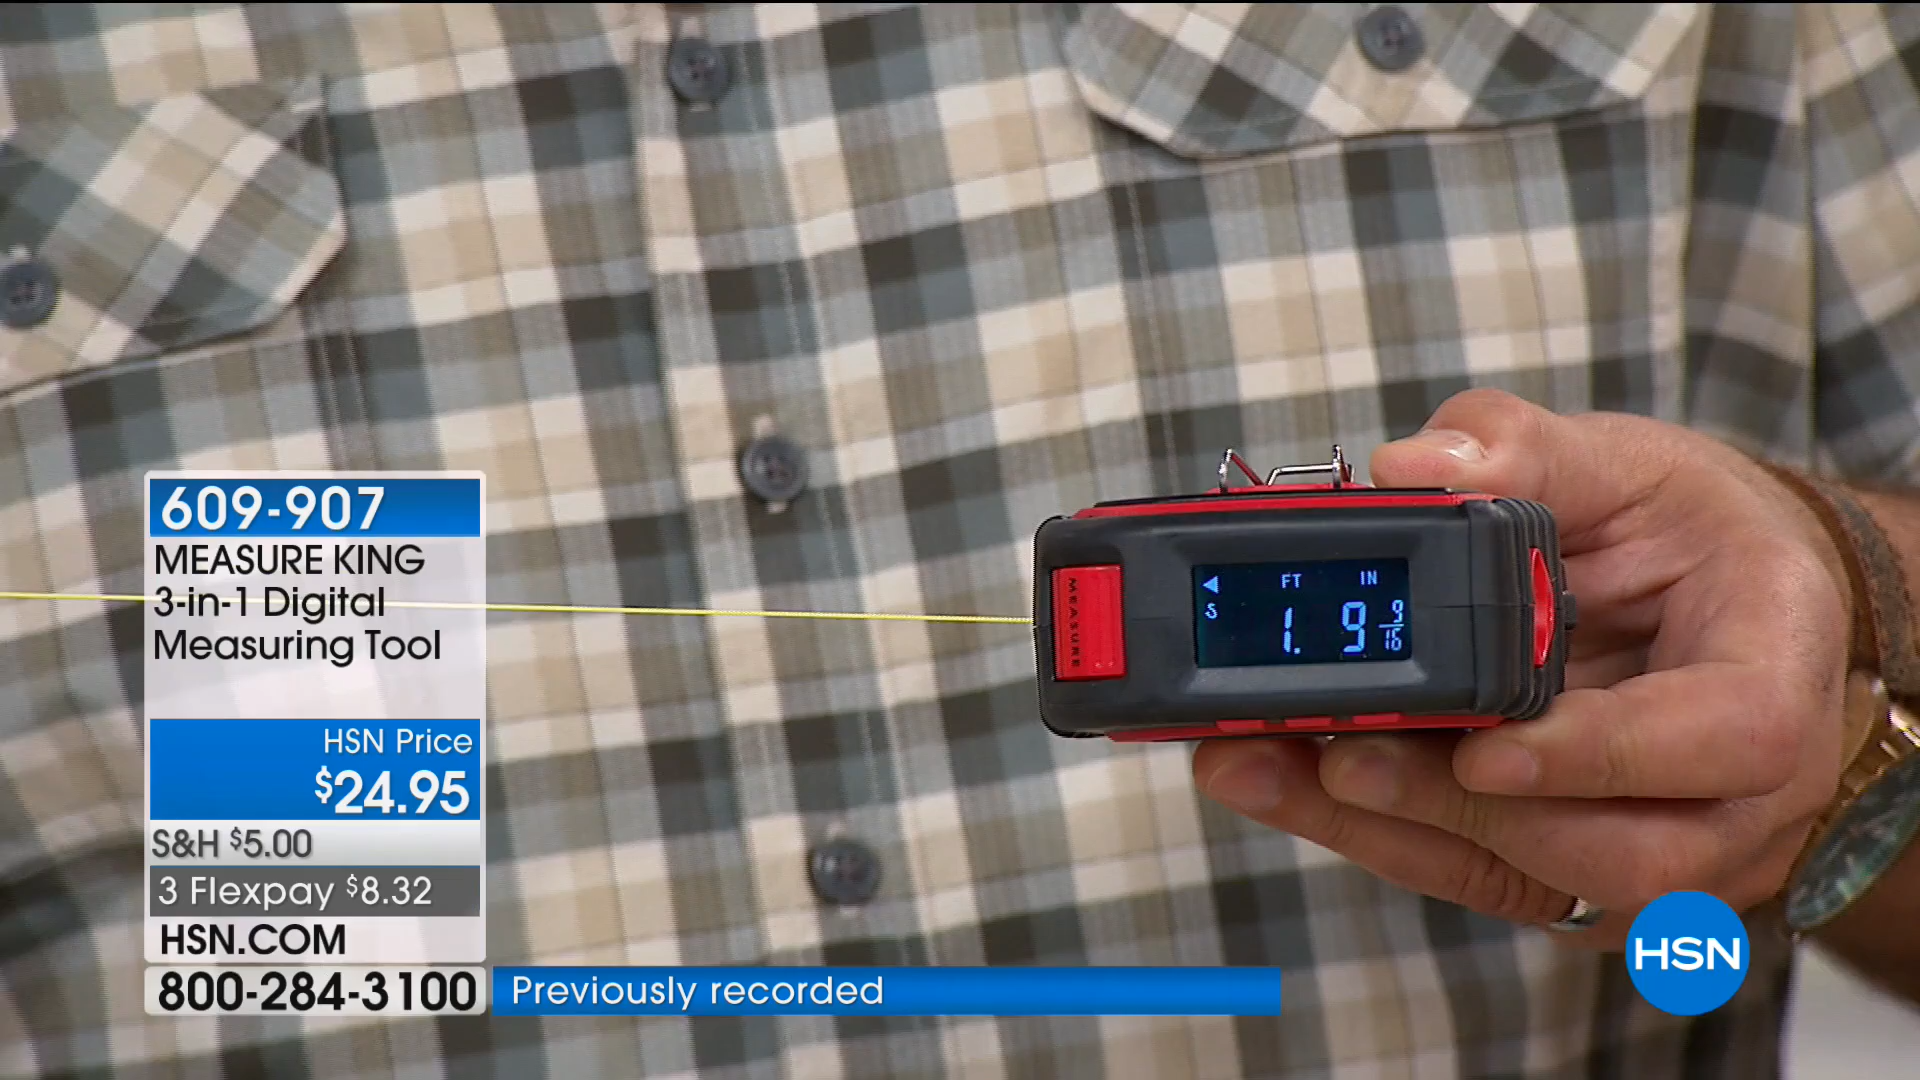 609-907
MEASURE KING
3-in-1 Digital
Measuring Tool
HSN Price
$24.95
S&H $5.00
3 Flexpay $8.32
HSN.COM
800-284-3100
Previously recorded
MEASURE
FT IN
1. 9 9/16
HSN